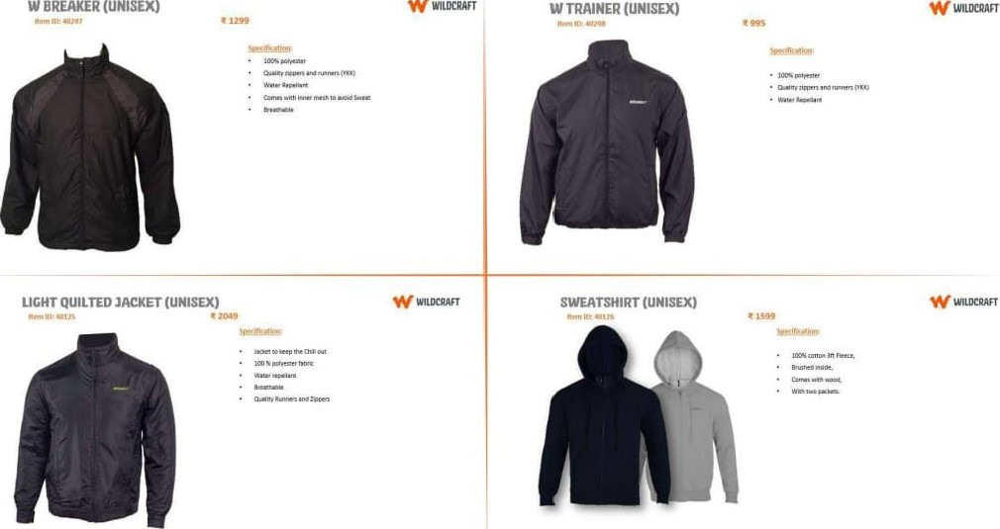 W BREAKER (UNISEX)
WILDCRAFT
Item ID: 40297
₹ 1299
Specification:
• 100% polyester
• Quality zippers and runners (YKK)
• Water Repellant
• Comes with inner mesh to avoid Sweat
• Breathable
W TRAINER (UNISEX)
WILDCRAFT
Item ID: 40298
₹ 995
Specification:
• 100% polyester
• Quality zippers and runners (YKK)
• Water Repellant
LIGHT QUILTED JACKET (UNISEX)
WILDCRAFT
Item ID: 40125
₹ 2049
Specification:
• Jacket to keep the Chill out
• 100 % polyester fabric
• Water repellant
• Breathable
• Quality Runners and Zippers
SWEATSHIRT (UNISEX)
WILDCRAFT
Item ID: 40126
₹ 1599
Specification:
• 100% cotton 3ft Fleece,
• Brushed inside,
• Comes with wood,
• With two packets.